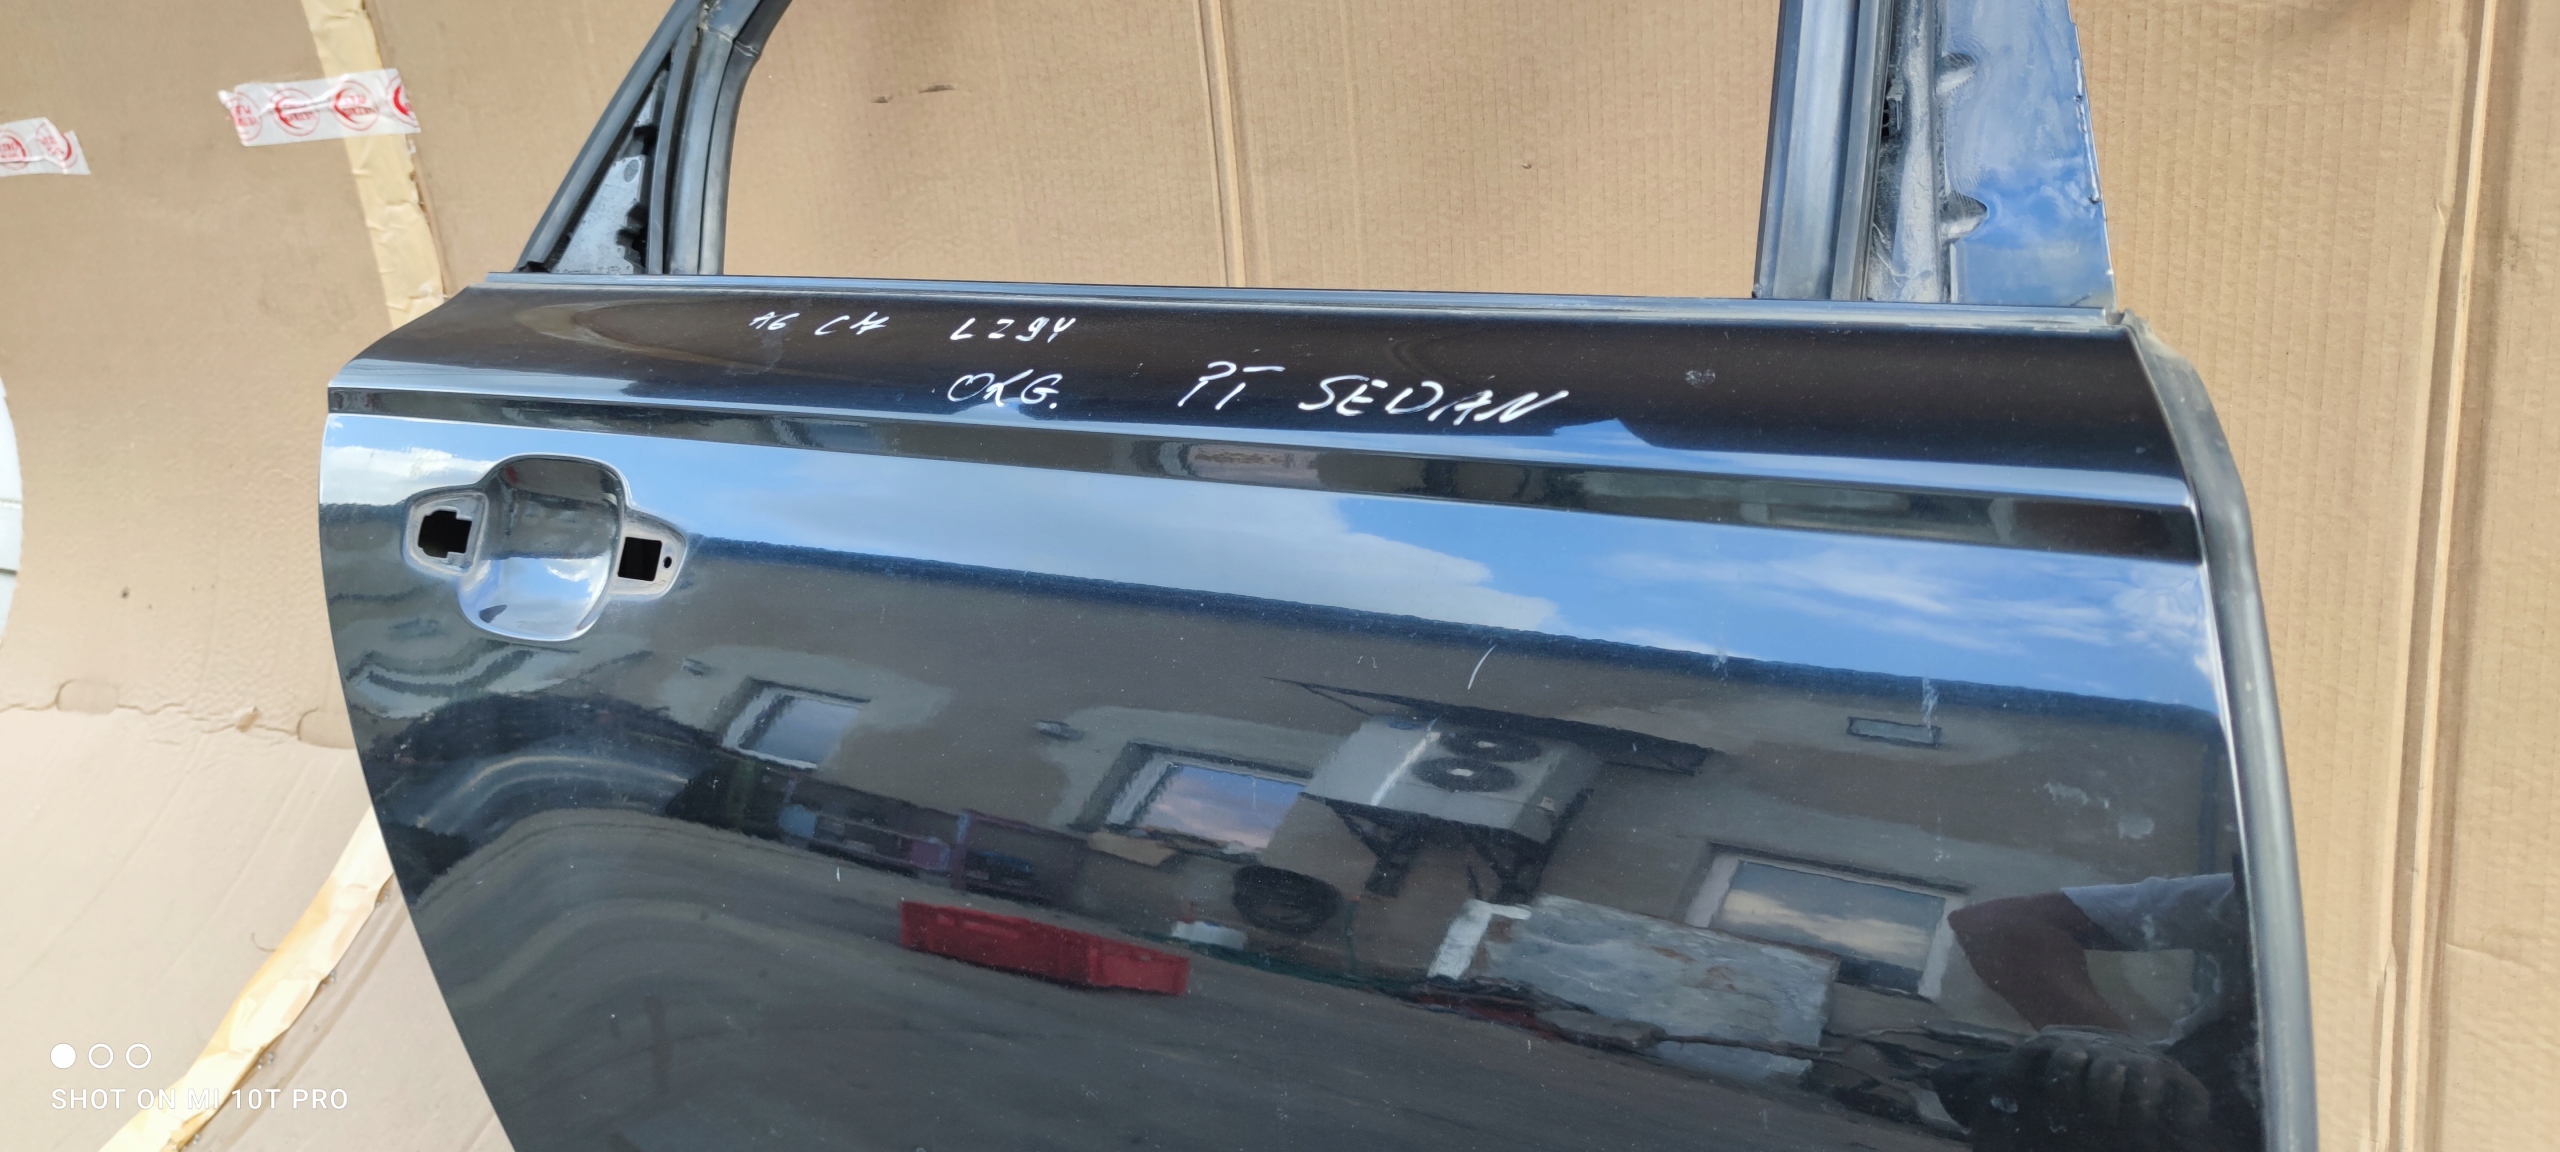 A6 C7 LZ9Y
ORG. PT SEDAN
SHOT ON MI 10T PRO